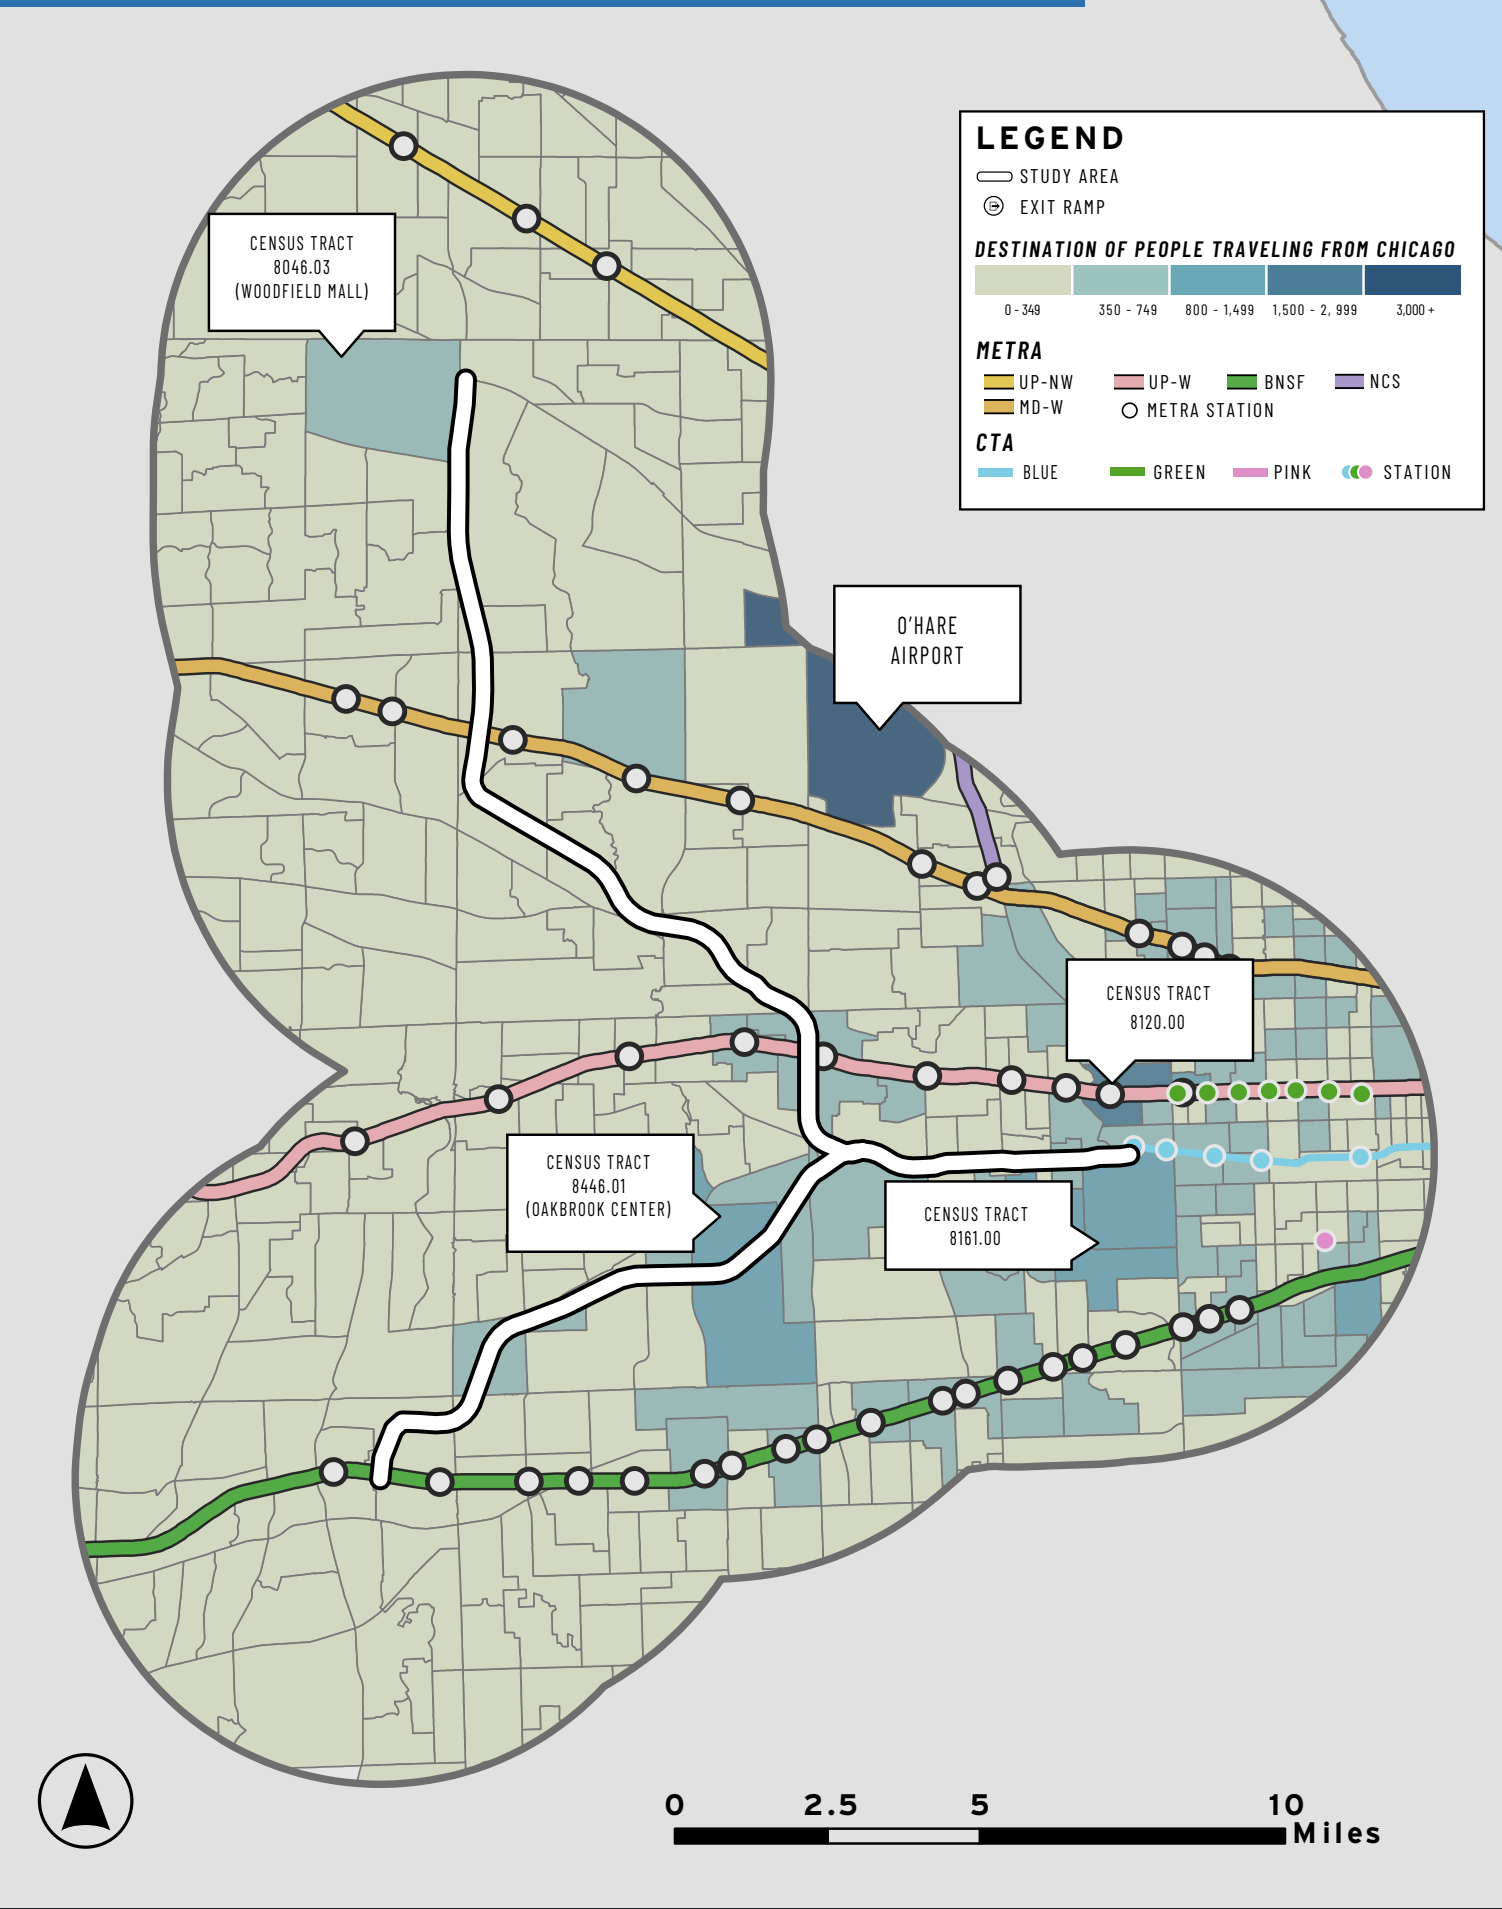 LEGEND
STUDY AREA
EXIT RAMP
DESTINATION OF PEOPLE TRAVELING FROM CHICAGO
0-349 350 - 749 800 - 1,499 1,500 - 2, 999 3,000 +
METRA
UP-NW UP-W BNSF NCS
MD-W METRA STATION
CTA
BLUE GREEN PINK STATION
CENSUS TRACT
8046.03
(WOODFIELD MALL)
O'HARE
AIRPORT
CENSUS TRACT
8120.00
CENSUS TRACT
8446.01
(OAKBROOK CENTER)
CENSUS TRACT
8161.00
0 2.5 5 10
Miles